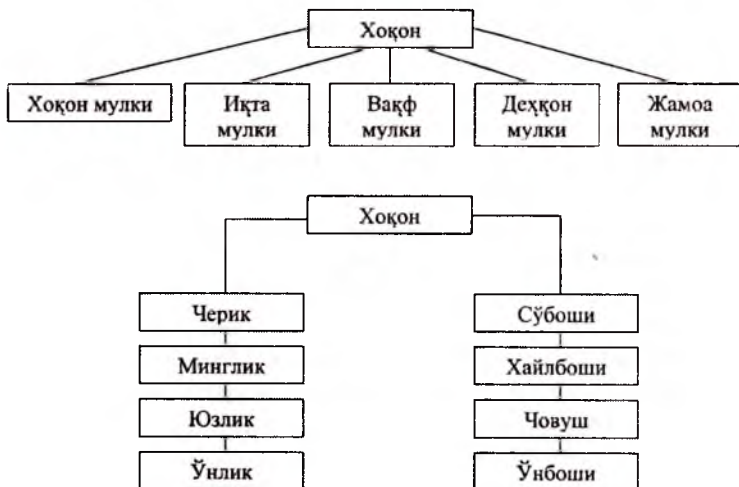 Хоқон
Хоқон мулки
Иқта
мулки
Вақф
мулки
Деҳқон
мулки
Жамоа
мулки
Хоқон
Черик
Сўбоши
Минглик
Хайлбоши
Юзлик
Човуш
Ўнлик
Ўнбоши